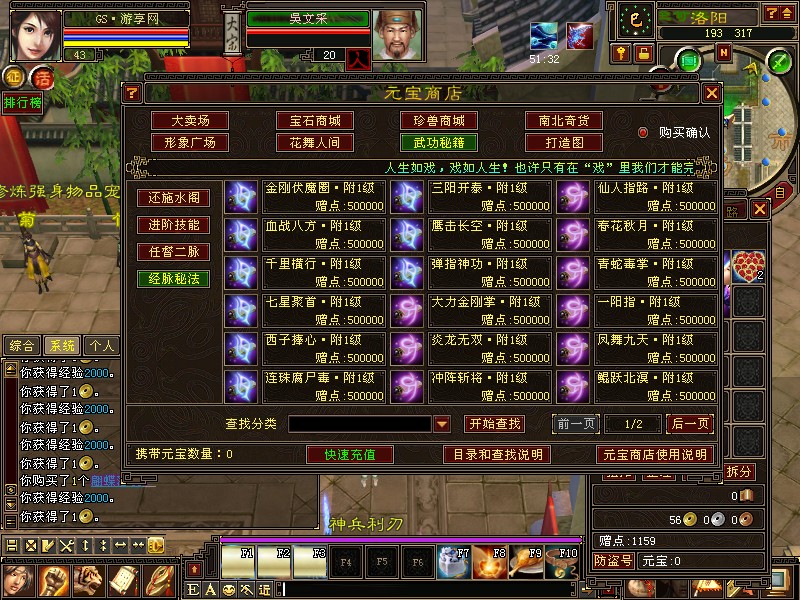 GS·游享网
43
大宋
吳文采
20
51:32
洛阳
193 317
N
征
活
排行榜
元宝商店
大卖场
宝石商城
珍兽商城
南北奇货
形象广场
花舞人间
武功秘籍
打造图
购买确认
人生如戏，戏如人生！也许只有在“戏”里我们才能完
修炼强身物品宠
还施水阁
进阶技能
任督二脉
经脉秘法
金刚伏魔圈·附1级
赠点:500000
三阳开泰·附1级
赠点:500000
仙人指路·附1级
赠点:500000
血战八方·附1级
赠点:500000
鹰击长空·附1级
赠点:500000
春花秋月·附1级
赠点:500000
千里横行·附1级
赠点:500000
弹指神功·附1级
赠点:500000
青蛇毒掌·附1级
赠点:500000
七星聚首·附1级
赠点:500000
大力金刚掌·附1级
赠点:500000
一阳指·附1级
赠点:500000
西子捧心·附1级
赠点:500000
炎龙无双·附1级
赠点:500000
凤舞九天·附1级
赠点:500000
连珠腐尸毒·附1级
赠点:500000
冲阵斩将·附1级
赠点:500000
鲲跃北溟·附1级
赠点:500000
查找分类
开始查找
前一页
1/2
后一页
携带元宝数量:0
快速充值
目录和查找说明
元宝商店使用说明
自
2
综合
系统
个人
你获得经验2000。
你获得了1。
你获得经验2000。
你获得了1。
你获得经验2000。
你获得了1。
你购买了1个
你获得经验2000。
你获得了1。
神兵利刃
拆分
0
56 0 0
赠点:1159
防盗号
元宝:0
F1
F2
F3
F4
F5
F6
F7
F8
F9
F10
E
A
近